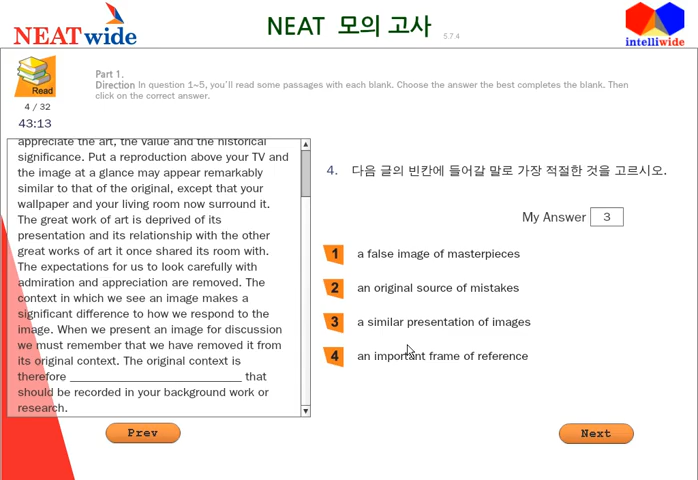 NEATwide
NEAT 모의 고사
5.7.4
intelliwide
Read
4 / 32
43:13
Part 1.
Direction In question 1~5, you'll read some passages with each blank. Choose the answer the best completes the blank. Then
click on the correct answer.
appreciate the art, the value and the historical
significance. Put a reproduction above your TV and
the image at a glance may appear remarkably
similar to that of the original, except that your
wallpaper and your living room now surround it.
The great work of art is deprived of its
presentation and its relationship with the other
great works of art it once shared its room with.
The expectations for us to look carefully with
admiration and appreciation are removed. The
context in which we see an image makes a
significant difference to how we respond to the
image. When we present an image for discussion
we must remember that we have removed it from
its original context. The original context is
therefore ____________________________ that
should be recorded in your background work or
research.
4. 다음 글의 빈칸에 들어갈 말로 가장 적절한 것을 고르시오.
My Answer 3
1 a false image of masterpieces
2 an original source of mistakes
3 a similar presentation of images
4 an important frame of reference
Prev
Next